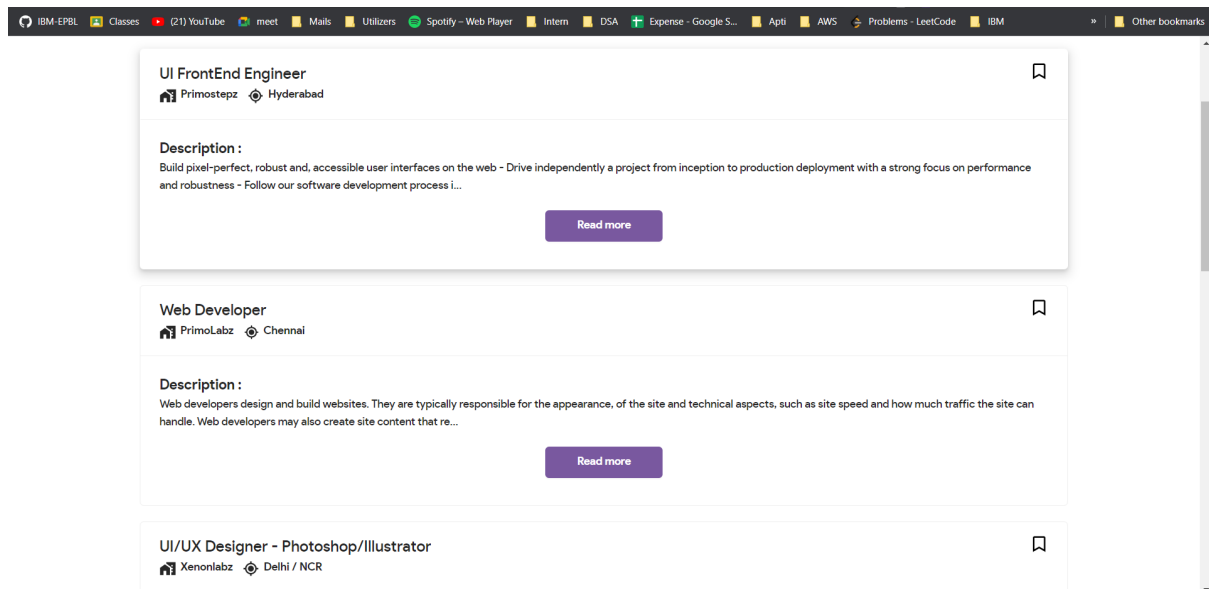 IBM-EPBL Classes (21) YouTube meet Mails Utilizers Spotify – Web Player Intern DSA Expense - Google S... Apti AWS Problems - LeetCode IBM » Other bookmarks
UI FrontEnd Engineer
Primostepz Hyderabad
Description :
Build pixel-perfect, robust and, accessible user interfaces on the web - Drive independently a project from inception to production deployment with a strong focus on performance
and robustness - Follow our software development process i...
Read more
Web Developer
PrimoLabz Chennai
Description :
Web developers design and build websites. They are typically responsible for the appearance, of the site and technical aspects, such as site speed and how much traffic the site can
handle. Web developers may also create site content that re...
Read more
UI/UX Designer - Photoshop/Illustrator
Xenonlabz Delhi / NCR